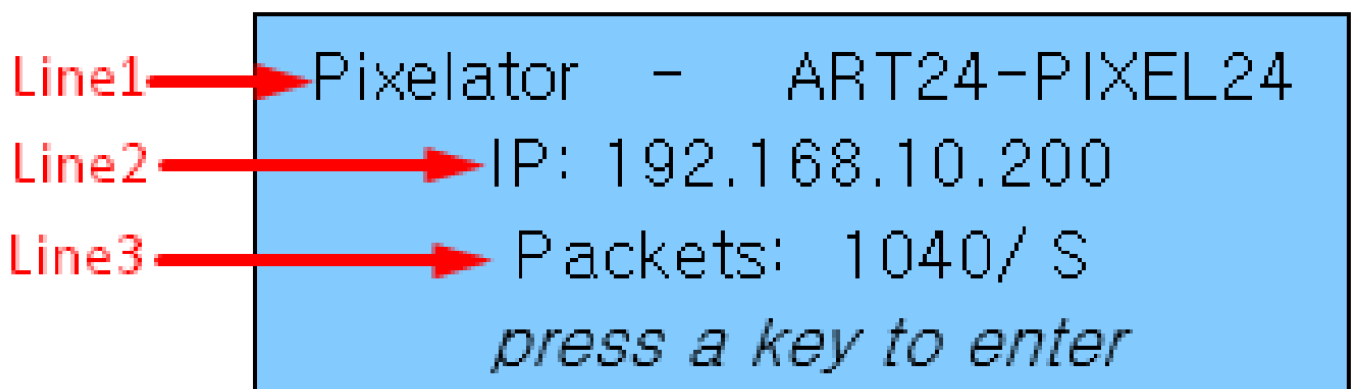 Line1 Pixelator - ART24-PIXEL24
Line2 IP: 192.168.10.200
Line3 Packets: 1040/ S
press a key to enter